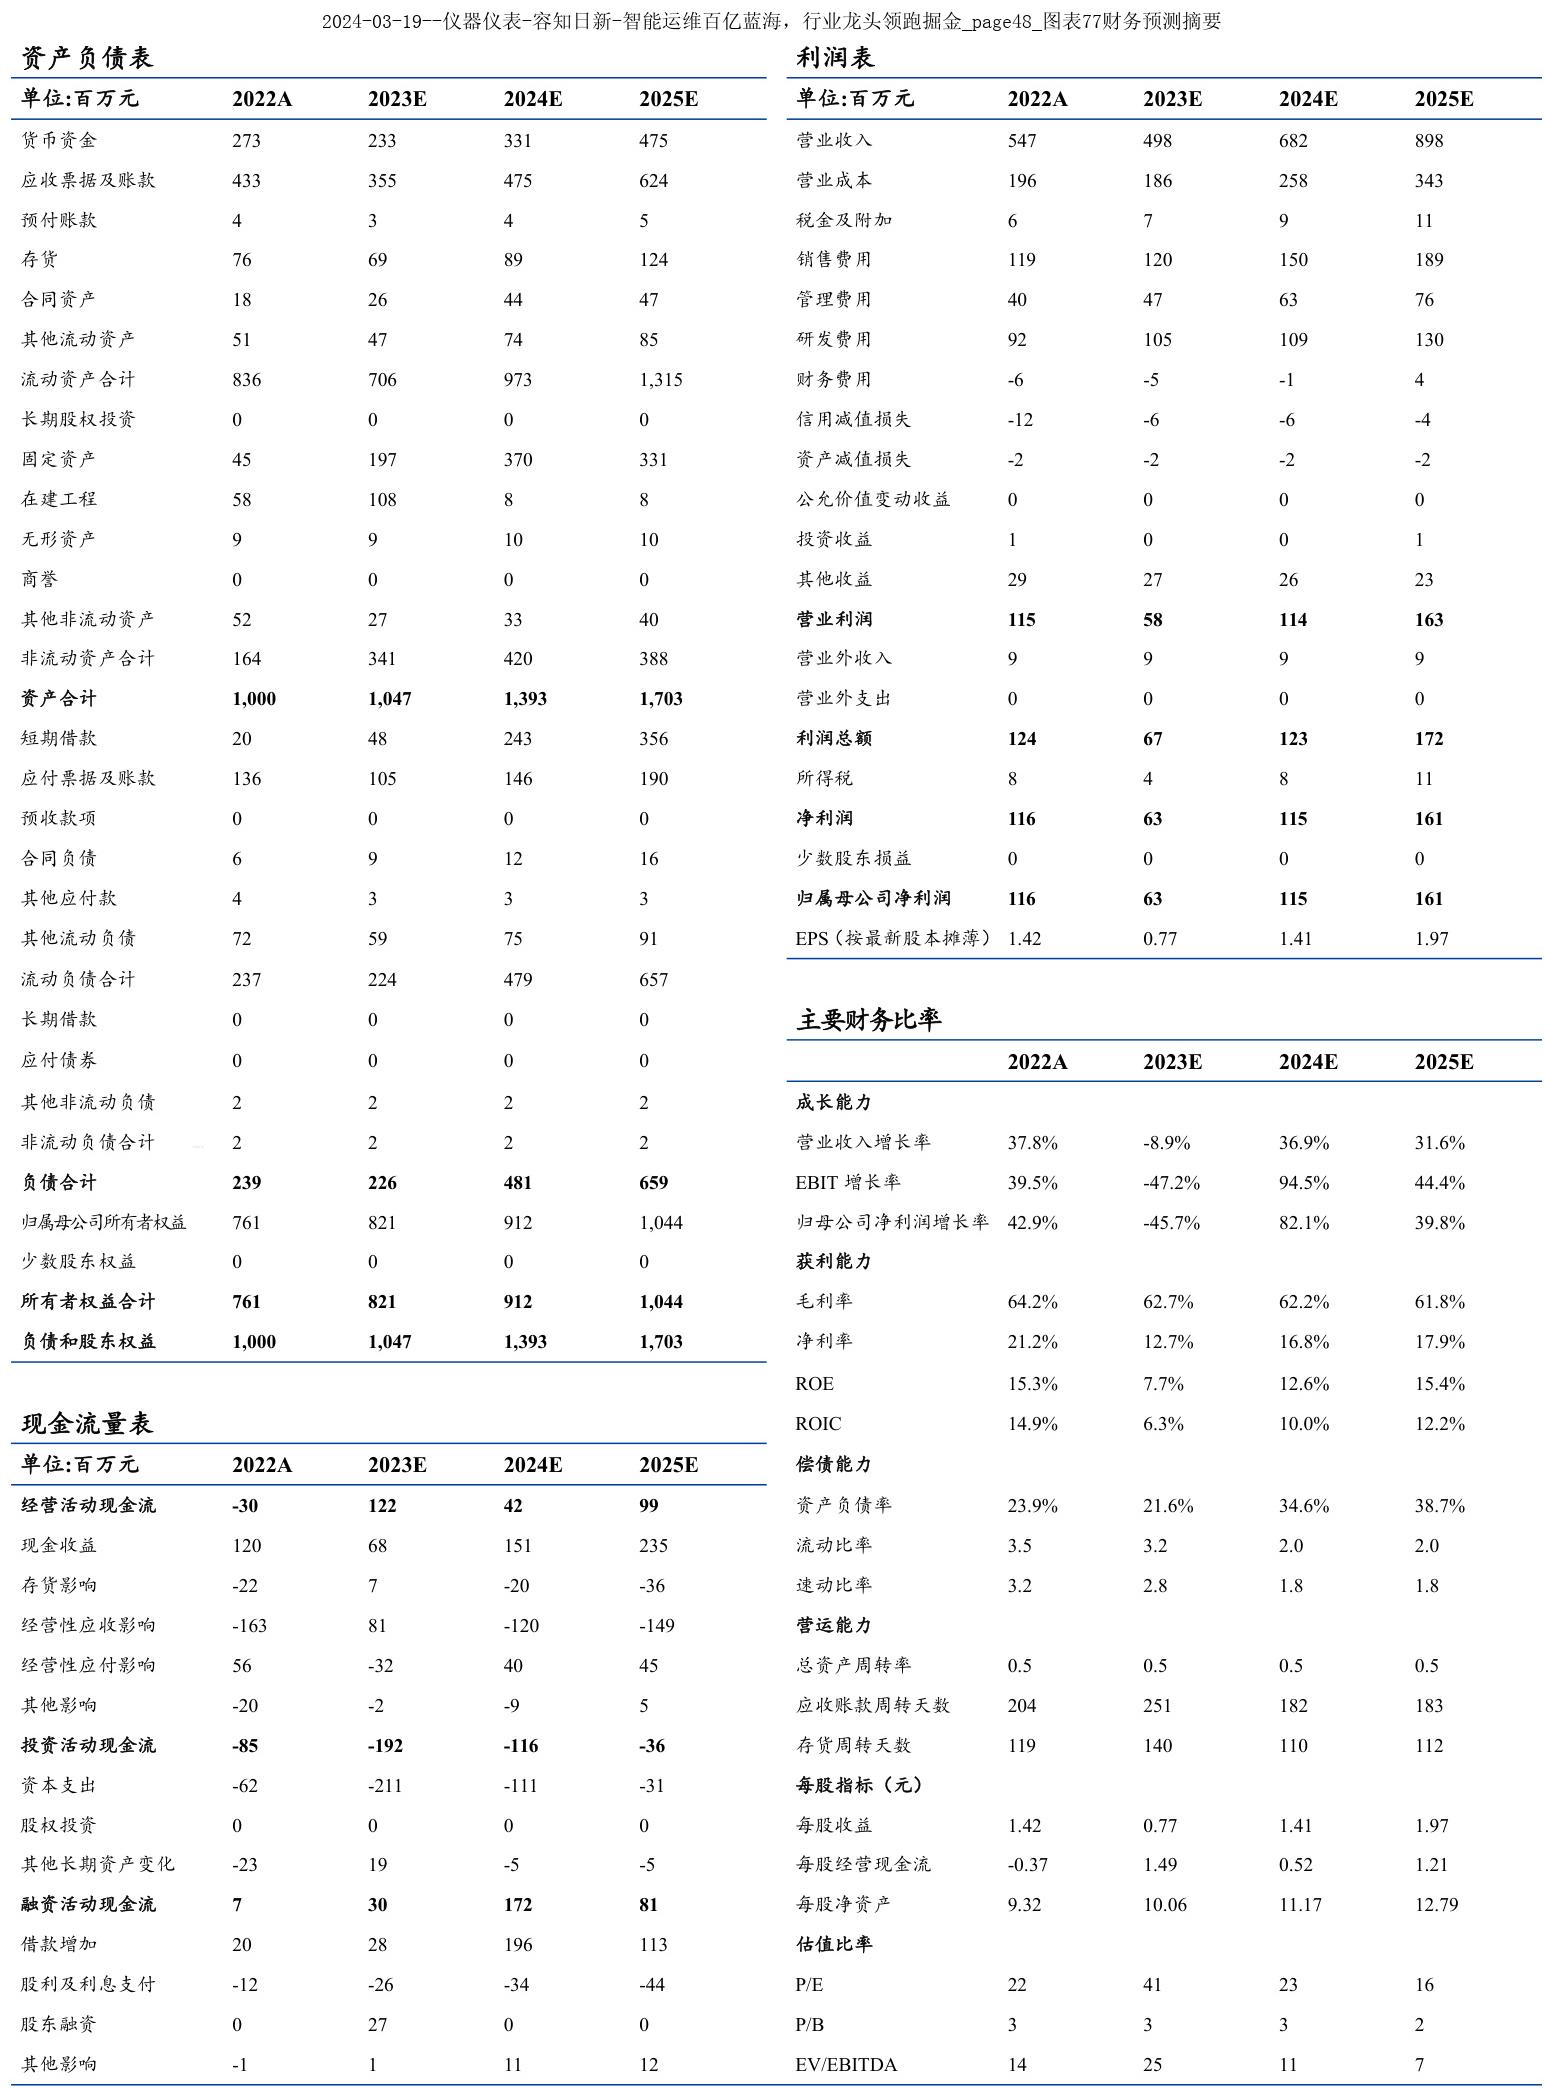 2024-03-19--仪器仪表-容知日新-智能运维百亿蓝海，行业龙头领跑掘金_page48_图表77财务预测摘要
资产负债表
单位:百万元 2022A 2023E 2024E 2025E
货币资金 273 233 331 475
应收票据及账款 433 355 475 624
预付账款 4 3 4 5
存货 76 69 89 124
合同资产 18 26 44 47
其他流动资产 51 47 74 85
流动资产合计 836 706 973 1,315
长期股权投资 0 0 0 0
固定资产 45 197 370 331
在建工程 58 108 8 8
无形资产 9 9 10 10
商誉 0 0 0 0
其他非流动资产 52 27 33 40
非流动资产合计 164 341 420 388
资产合计 1,000 1,047 1,393 1,703
短期借款 20 48 243 356
应付票据及账款 136 105 146 190
预收款项 0 0 0 0
合同负债 6 9 12 16
其他应付款 4 3 3 3
其他流动负债 72 59 75 91
流动负债合计 237 224 479 657
长期借款 0 0 0 0
应付债券 0 0 0 0
其他非流动负债 2 2 2 2
非流动负债合计 2 2 2 2
负债合计 239 226 481 659
归属母公司所有者权益 761 821 912 1,044
少数股东权益 0 0 0 0
所有者权益合计 761 821 912 1,044
负债和股东权益 1,000 1,047 1,393 1,703
现金流量表
单位:百万元 2022A 2023E 2024E 2025E
经营活动现金流 -30 122 42 99
现金收益 120 68 151 235
存货影响 -22 7 -20 -36
经营性应收影响 -163 81 -120 -149
经营性应付影响 56 -32 40 45
其他影响 -20 -2 -9 5
投资活动现金流 -85 -192 -116 -36
资本支出 -62 -211 -111 -31
股权投资 0 0 0 0
其他长期资产变化 -23 19 -5 -5
融资活动现金流 7 30 172 81
借款增加 20 28 196 113
股利及利息支付 -12 -26 -34 -44
股东融资 0 27 0 0
其他影响 -1 1 11 12
利润表
单位:百万元 2022A 2023E 2024E 2025E
营业收入 547 498 682 898
营业成本 196 186 258 343
税金及附加 6 7 9 11
销售费用 119 120 150 189
管理费用 40 47 63 76
研发费用 92 105 109 130
财务费用 -6 -5 -1 4
信用减值损失 -12 -6 -6 -4
资产减值损失 -2 -2 -2 -2
公允价值变动收益 0 0 0 0
投资收益 1 0 0 1
其他收益 29 27 26 23
营业利润 115 58 114 163
营业外收入 9 9 9 9
营业外支出 0 0 0 0
利润总额 124 67 123 172
所得税 8 4 8 11
净利润 116 63 115 161
少数股东损益 0 0 0 0
归属母公司净利润 116 63 115 161
EPS（按最新股本摊薄） 1.42 0.77 1.41 1.97
主要财务比率
2022A 2023E 2024E 2025E
成长能力
营业收入增长率 37.8% -8.9% 36.9% 31.6%
EBIT 增长率 39.5% -47.2% 94.5% 44.4%
归母公司净利润增长率 42.9% -45.7% 82.1% 39.8%
获利能力
毛利率 64.2% 62.7% 62.2% 61.8%
净利率 21.2% 12.7% 16.8% 17.9%
ROE 15.3% 7.7% 12.6% 15.4%
ROIC 14.9% 6.3% 10.0% 12.2%
偿债能力
资产负债率 23.9% 21.6% 34.6% 38.7%
流动比率 3.5 3.2 2.0 2.0
速动比率 3.2 2.8 1.8 1.8
营运能力
总资产周转率 0.5 0.5 0.5 0.5
应收账款周转天数 204 251 182 183
存货周转天数 119 140 110 112
每股指标（元）
每股收益 1.42 0.77 1.41 1.97
每股经营现金流 -0.37 1.49 0.52 1.21
每股净资产 9.32 10.06 11.17 12.79
估值比率
P/E 22 41 23 16
P/B 3 3 3 2
EV/EBITDA 14 25 11 7